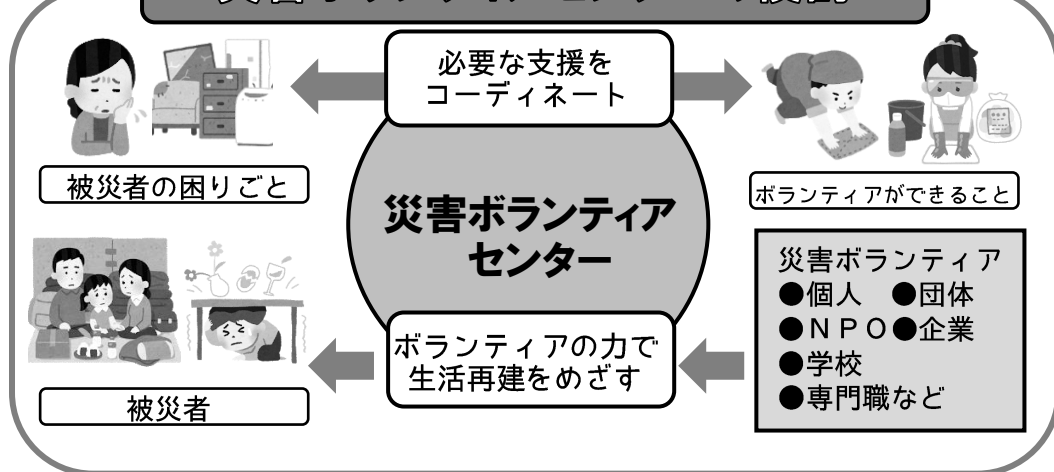 必要な支援を
コーディネート
被災者の困りごと
ボランティアができること
災害ボランティア
センター
災害ボランティア
●個人 ●団体
●ＮＰＯ●企業
●学校
●専門職など
ボランティアの力で
生活再建をめざす
被災者